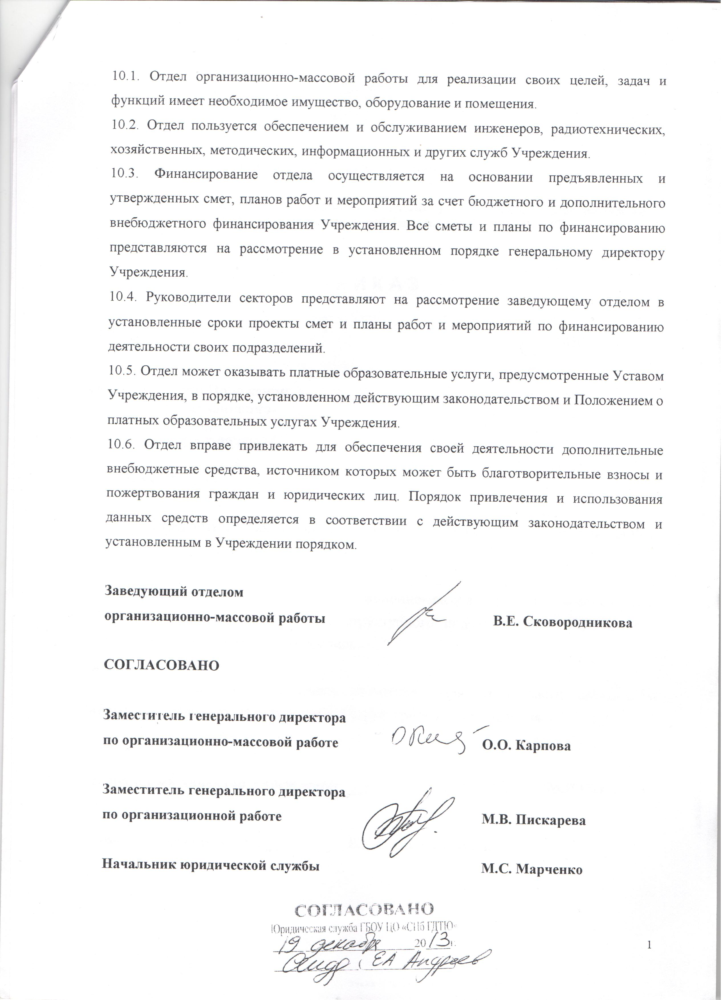 10.1. Отдел организационно-массовой работы для реализации своих целей, задач и
функций имеет необходимое имущество, оборудование и помещения.
10.2. Отдел пользуется обеспечением и обслуживанием инженеров, радиотехнических,
хозяйственных, методических, информационных и других служб Учреждения.
10.3. Финансирование отдела осуществляется на основании предъявленных и
утвержденных смет, планов работ и мероприятий за счет бюджетного и дополнительного
внебюджетного финансирования Учреждения. Все сметы и планы по финансированию
представляются на рассмотрение в установленном порядке генеральному директору
Учреждения.
10.4. Руководители секторов представляют на рассмотрение заведующему отделом в
установленные сроки проекты смет и планы работ и мероприятий по финансированию
деятельности своих подразделений.
10.5. Отдел может оказывать платные образовательные услуги, предусмотренные Уставом
Учреждения, в порядке, установленном действующим законодательством и Положением о
платных образовательных услугах Учреждения.
10.6. Отдел вправе привлекать для обеспечения своей деятельности дополнительные
внебюджетные средства, источником которых может быть благотворительные взносы и
пожертвования граждан и юридических лиц. Порядок привлечения и использования
данных средств определяется в соответствии с действующим законодательством и
установленным в Учреждении порядком.
Заведующий отделом
организационно-массовой работы В.Е. Сковородникова
СОГЛАСОВАНО
Заместитель генерального директора
по организационно-массовой работе О.О. Карпова
Заместитель генерального директора
по организационной работе М.В. Пискарева
Начальник юридической службы М.С. Марченко
СОГЛАСОВАНО
Юридическая служба ГБОУ ЦО «СПб ГДТЮ»
19 декабря 2013 г.
ЕА Андреев
1